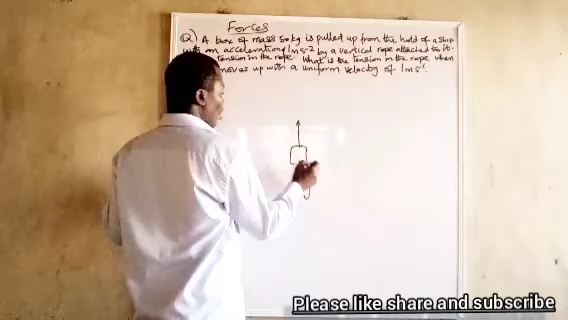 Forces
Q) A box of mass 50kg is pulled up from the hold of a ship
with an acceleration of 1ms-2 by a vertical rope attached to it.
tension in the rope. What is the tension in the rope when
moves up with a uniform velocity of 1ms-1.
Please like share and subscribe